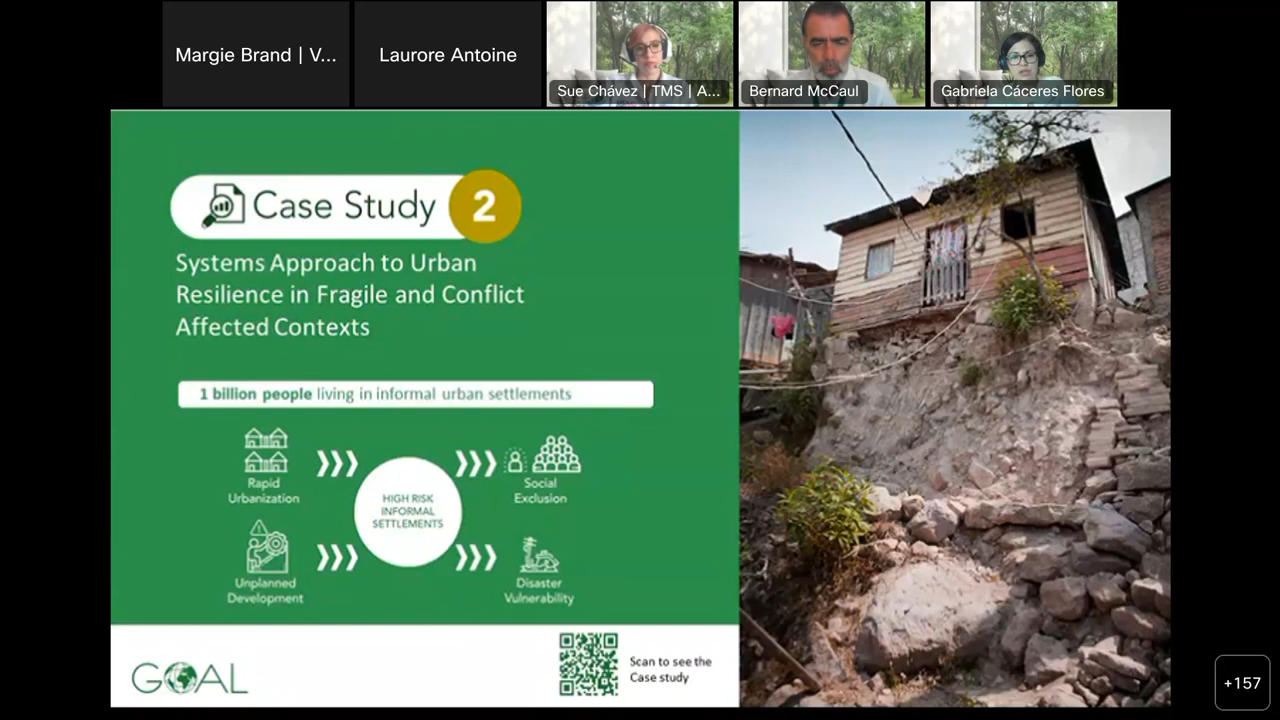 Margie Brand | V...
Laurore Antoine
Sue Chávez | TMS | A...
Bernard McCaul
Gabriela Cáceres Flores
Case Study 2
Systems Approach to Urban
Resilience in Fragile and Conflict
Affected Contexts
1 billion people living in informal urban settlements
Rapid
Urbanization
Social
Exclusion
HIGH RISK
INFORMAL
SETTLEMENTS
Unplanned
Development
Disaster
Vulnerability
GOAL
Scan to see the
Case study
+157